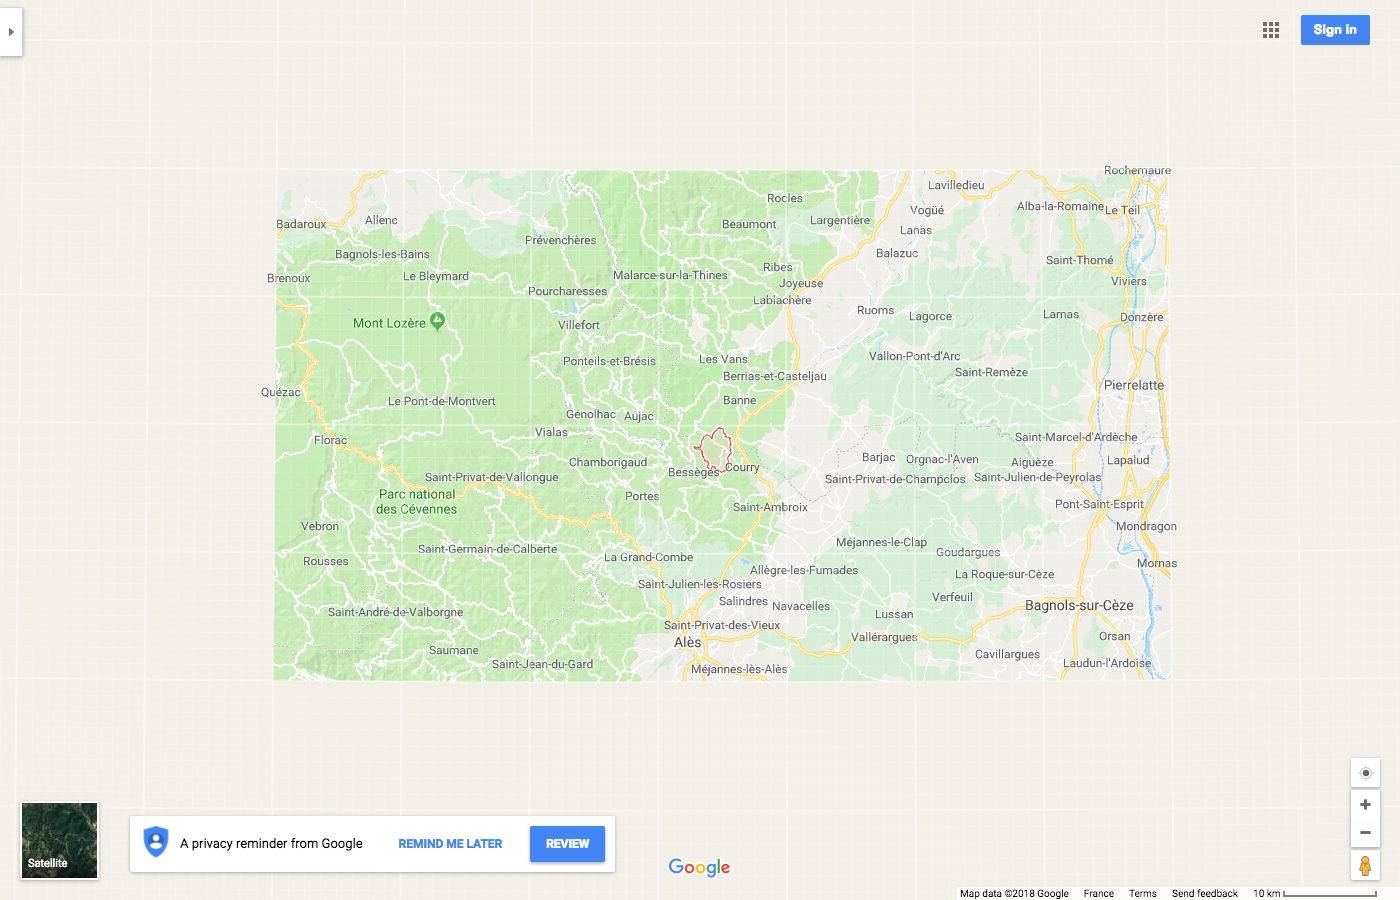 Sign in
Rochemaure
Lavilledieu
Rocles
Alba-la-Romaine
Le Teil
Vogüé
Badaroux
Allenc
Beaumont
Largentière
Lanas
Prévenchères
Bagnols-les-Bains
Balazuc
Saint-Thomé
Brenoux
Le Bleymard
Malarce-sur-la-Thines
Ribes
Joyeuse
Viviers
Pourcharesses
Lablachère
Ruoms
Lagorce
Larnas
Donzère
Mont Lozère
Villefort
Ponteils-et-Brésis
Les Vans
Vallon-Pont-d'Arc
Berrias-et-Casteljau
Saint-Remèze
Pierrelatte
Quézac
Le Pont-de-Montvert
Banne
Génolhac
Aujac
Florac
Vialas
Saint-Marcel-d'Ardèche
Chamborigaud
Bessèges
Courry
Barjac
Orgnac-l'Aven
Aiguèze
Lapalud
Saint-Privat-de-Vallongue
Saint-Privat-de-Champclos
Saint-Julien-de-Peyrolas
Parc national
des Cévennes
Portes
Saint-Ambroix
Pont-Saint-Esprit
Vebron
Mondragon
Saint-Germain-de-Calberte
La Grand-Combe
Méjannes-le-Clap
Goudargues
Rousses
Allègre-les-Fumades
La Roque-sur-Cèze
Mornas
Saint-Julien-les-Rosiers
Salindres
Navacelles
Verfeuil
Bagnols-sur-Cèze
Saint-André-de-Valborgne
Lussan
Saint-Privat-des-Vieux
Alès
Vallérargues
Orsan
Saumane
Saint-Jean-du-Gard
Méjannes-lès-Alès
Cavillargues
Laudun-l'Ardoise
Satellite
A privacy reminder from Google
REMIND ME LATER
REVIEW
Google
Map data ©2018 Google
France
Terms
Send feedback
10 km